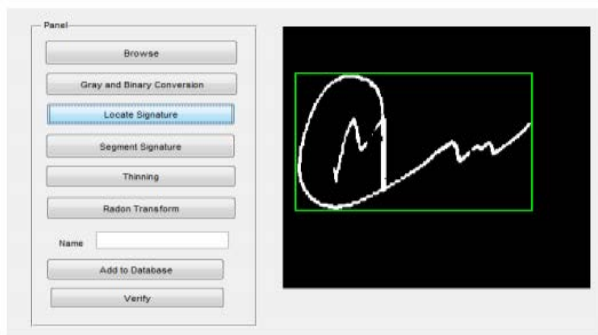 Panel
Browse
Gray and Binary Conversion
Locate Signature
Segment Signature
Thinning
Radon Transform
Name
Add to Database
Verify